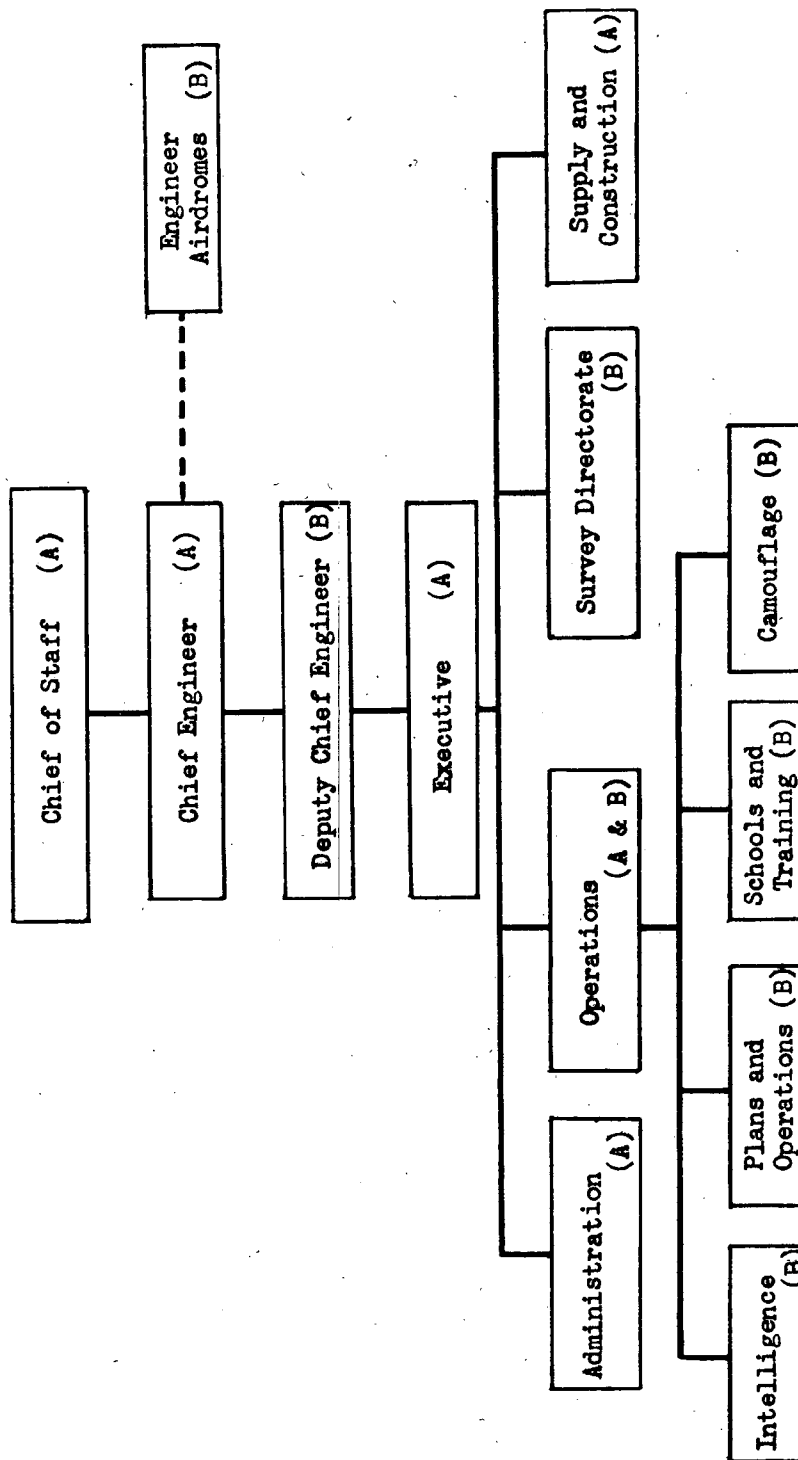 Chief of Staff (A)
Chief Engineer (A)
Engineer
Airdromes (B)
Deputy Chief Engineer (B)
Executive (A)
Administration
(A)
Operations
(A & B)
Survey Directorate
(B)
Supply and
Construction (A)
Intelligence
(B)
Plans and
Operations (B)
Schools and
Training (B)
Camouflage (B)